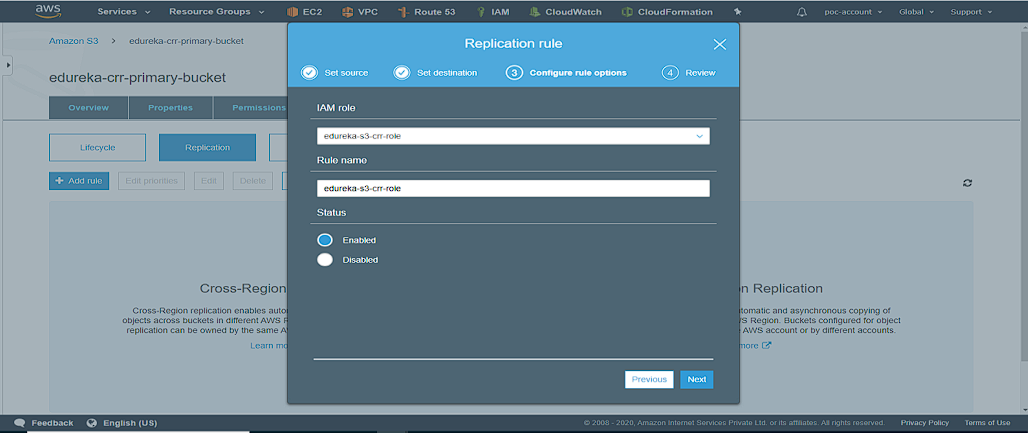 aws Services Resource Groups EC2 VPC Route 53 IAM CloudWatch CloudFormation poc-account Global Support
Amazon S3 > edureka-crr-primary-bucket >
edureka-crr-primary-bucket
Overview Properties Permissions
Lifecycle Replication
+ Add rule Edit priorities Edit Delete
Cross-Region
Cross-Region replication enables auto
objects across buckets in different AWS R
replication can be owned by the same A
Learn mo
Replication rule
Set source Set destination 3 Configure rule options 4 Review
IAM role
edureka-s3-crr-role
Rule name
edureka-s3-crr-role
Status
Enabled
Disabled
Previous Next
n Replication
tomatic and asynchronous copying of
WS Region. Buckets configured for object
AWS account or by different accounts.
more
Feedback English (US) © 2008 - 2020, Amazon Internet Services Private Ltd. or its affiliates. All rights reserved. Privacy Policy Terms of Use